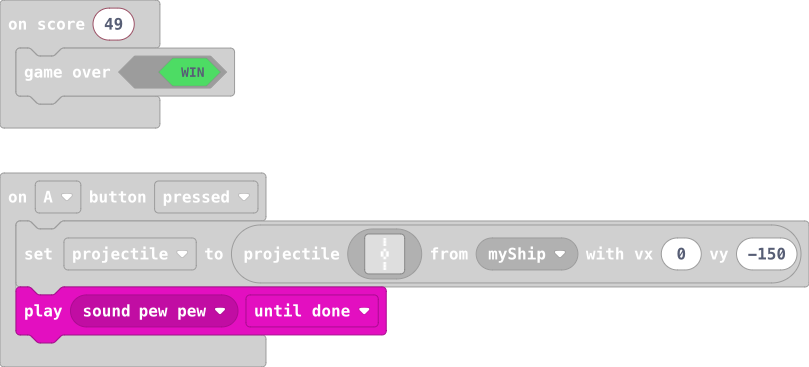 on score 49
game over WIN
on A button pressed
set projectile to projectile from myShip with vx 0 vy -150
play sound pew pew until done